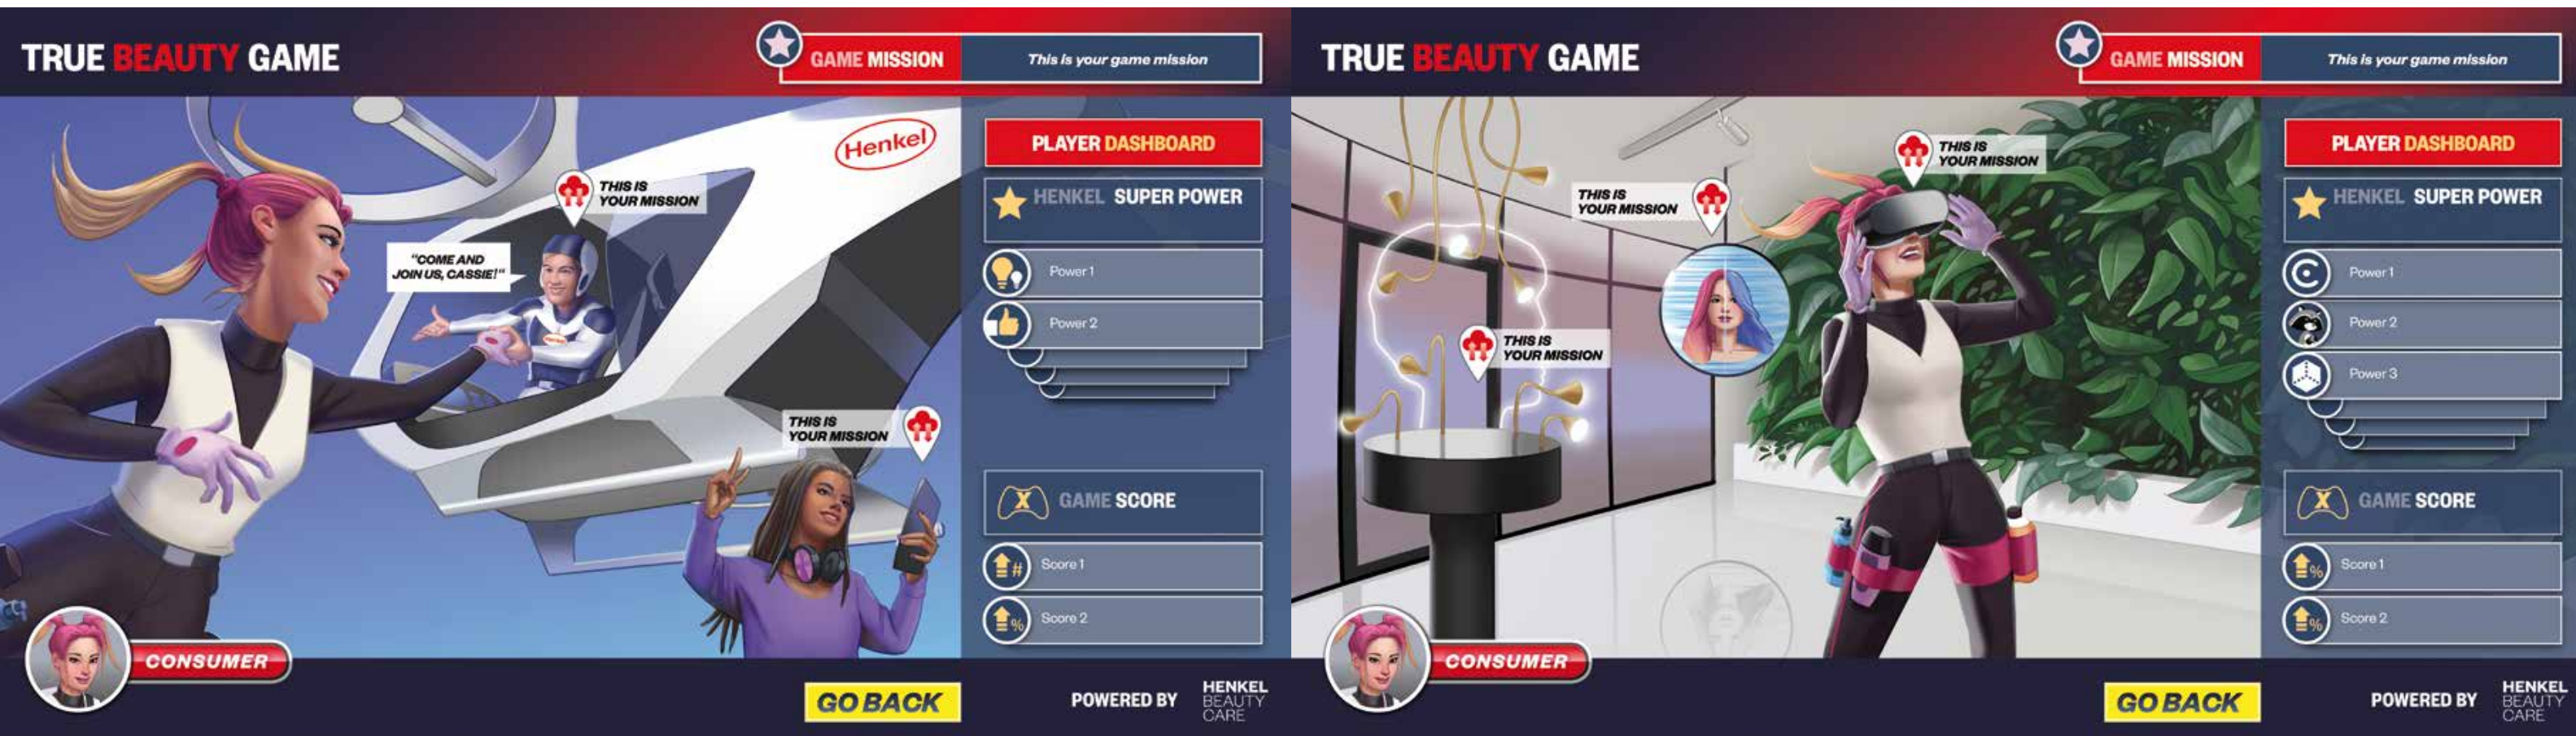 TRUE BEAUTY GAME
GAME MISSION
This is your game mission
Henkel
THIS IS
YOUR MISSION
"COME AND
JOIN US, CASSIE!"
THIS IS
YOUR MISSION
PLAYER DASHBOARD
HENKEL SUPER POWER
Power 1
Power 2
X GAME SCORE
# Score 1
% Score 2
CONSUMER
GO BACK
POWERED BY
HENKEL
BEAUTY
CARE
TRUE BEAUTY GAME
GAME MISSION
This is your game mission
THIS IS
YOUR MISSION
THIS IS
YOUR MISSION
THIS IS
YOUR MISSION
PLAYER DASHBOARD
HENKEL SUPER POWER
Power 1
Power 2
Power 3
X GAME SCORE
% Score 1
% Score 2
CONSUMER
GO BACK
POWERED BY
HENKEL
BEAUTY
CARE